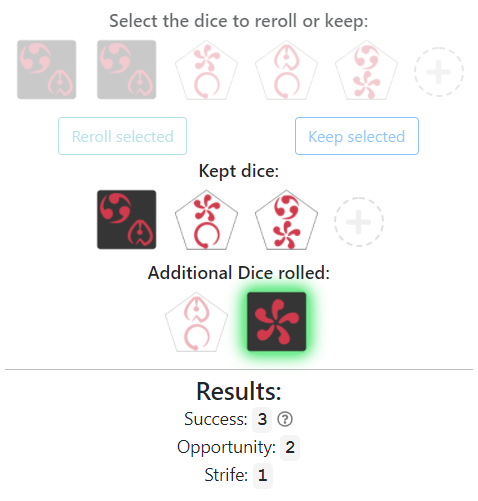 Select the dice to reroll or keep:
Reroll selected Keep selected
Kept dice:
Additional Dice rolled:
Results:
Success: 3 ?
Opportunity: 2
Strife: 1